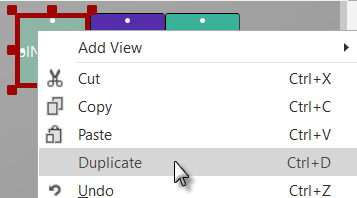 Add View
Cut Ctrl+X
Copy Ctrl+C
Paste Ctrl+V
Duplicate Ctrl+D
Undo Ctrl+Z